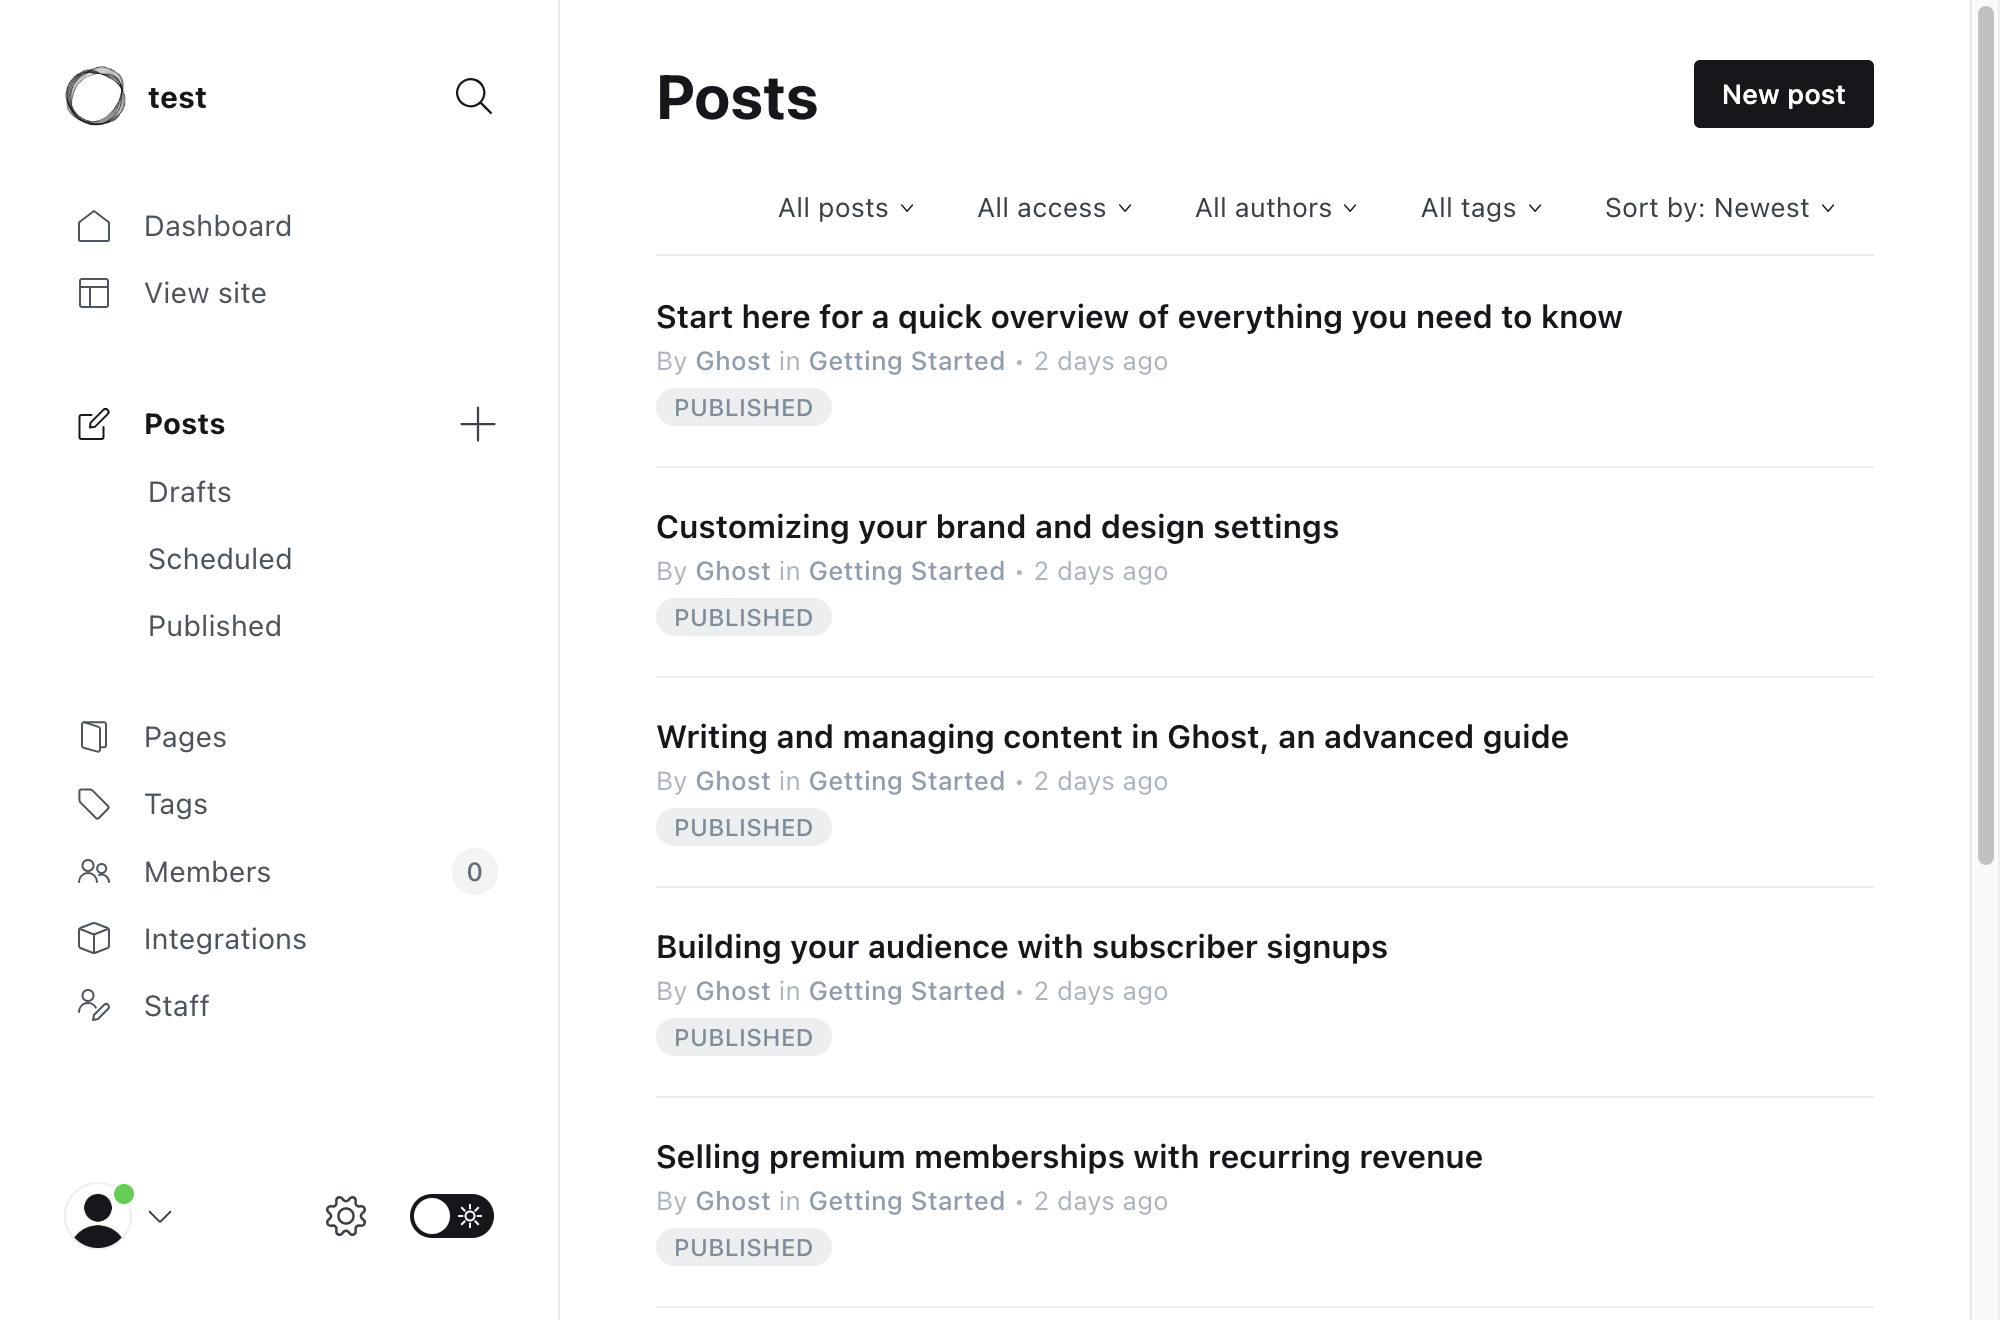 test
Dashboard
View site
Posts
Drafts
Scheduled
Published
Pages
Tags
Members 0
Integrations
Staff
Posts
New post
All posts All access All authors All tags Sort by: Newest
Start here for a quick overview of everything you need to know
By Ghost in Getting Started • 2 days ago
PUBLISHED
Customizing your brand and design settings
By Ghost in Getting Started • 2 days ago
PUBLISHED
Writing and managing content in Ghost, an advanced guide
By Ghost in Getting Started • 2 days ago
PUBLISHED
Building your audience with subscriber signups
By Ghost in Getting Started • 2 days ago
PUBLISHED
Selling premium memberships with recurring revenue
By Ghost in Getting Started • 2 days ago
PUBLISHED